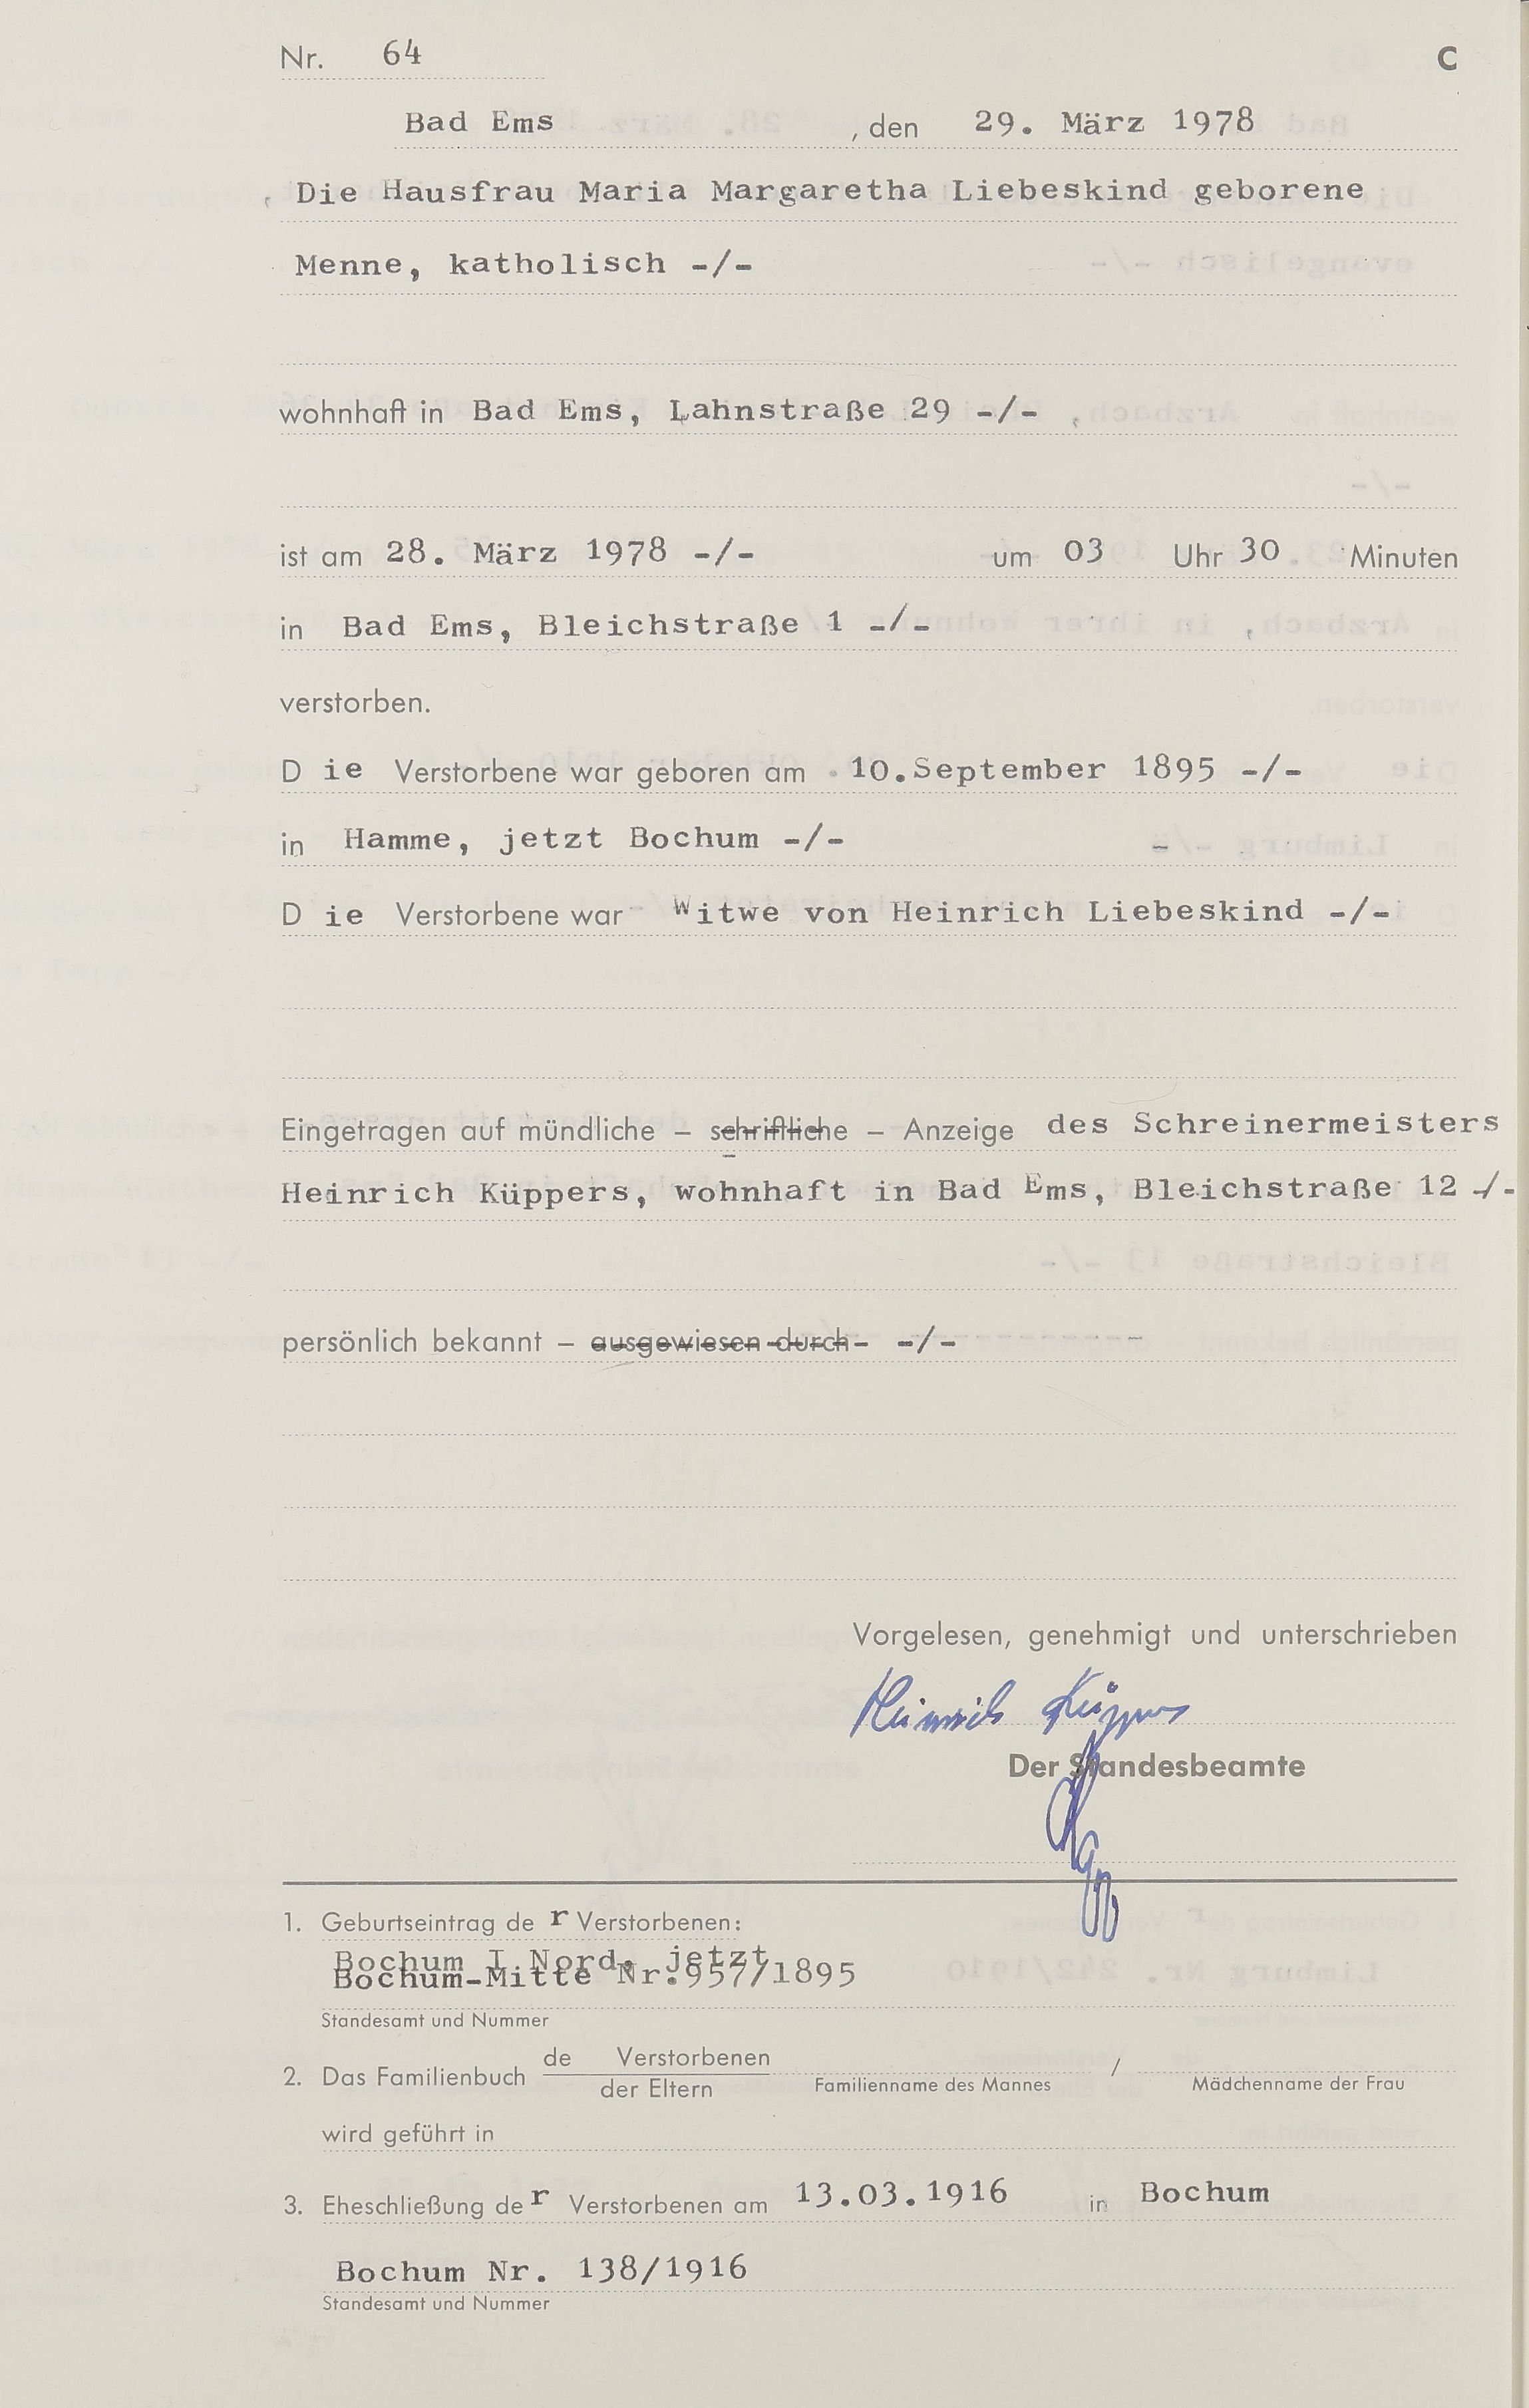 Nr. 64 C
Bad Ems , den 29. März 1978
Die Hausfrau Maria Margaretha Liebeskind geborene
Menne, katholisch -/-
wohnhaft in Bad Ems, Lahnstraße 29 -/-
ist am 28. März 1978 -/- um 03 Uhr 30 Minuten
in Bad Ems, Bleichstraße 1 -/-
verstorben.
D ie Verstorbene war geboren am 10.September 1895 -/-
in Hamme, jetzt Bochum -/-
D ie Verstorbene war Witwe von Heinrich Liebeskind -/-
Eingetragen auf mündliche – schriftliche – Anzeige des Schreinermeisters
Heinrich Küppers, wohnhaft in Bad Ems, Bleichstraße 12 -/-
persönlich bekannt – ausgewiesen durch- -/-
Vorgelesen, genehmigt und unterschrieben
Heinrich Küppers
Der Standesbeamte
1. Geburtseintrag de r Verstorbenen:
Bochum I Nord, jetzt
Bochum-Mitte Nr.957/1895
Standesamt und Nummer
2. Das Familienbuch de Verstorbenen /
der Eltern Familienname des Mannes Mädchenname der Frau
wird geführt in
3. Eheschließung de r Verstorbenen am 13.03.1916 in Bochum
Bochum Nr. 138/1916
Standesamt und Nummer